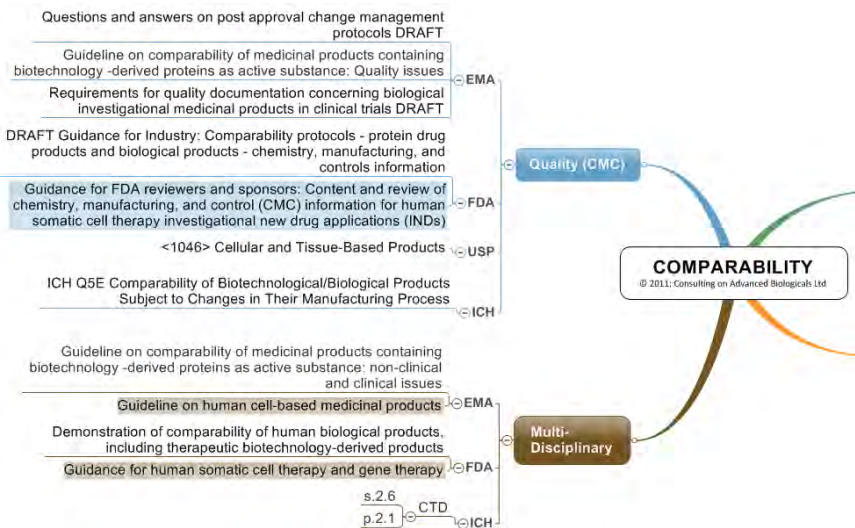 Questions and answers on post approval change management
protocols DRAFT
Guideline on comparability of medicinal products containing
biotechnology -derived proteins as active substance: Quality issues
EMA
Requirements for quality documentation concerning biological
investigational medicinal products in clinical trials DRAFT
DRAFT Guidance for Industry: Comparability protocols - protein drug
products and biological products - chemistry, manufacturing, and
controls information
Quality (CMC)
Guidance for FDA reviewers and sponsors: Content and review of
chemistry, manufacturing, and control (CMC) information for human
somatic cell therapy investigational new drug applications (INDs)
FDA
<1046> Cellular and Tissue-Based Products
USP
COMPARABILITY
© 2011; Consulting on Advanced Biologicals Ltd
ICH Q5E Comparability of Biotechnological/Biological Products
Subject to Changes in Their Manufacturing Process
ICH
Guideline on comparability of medicinal products containing
biotechnology -derived proteins as active substance: non-clinical
and clinical issues
Guideline on human cell-based medicinal products
EMA
Demonstration of comparability of human biological products,
including therapeutic biotechnology-derived products
Multi-
Disciplinary
Guidance for human somatic cell therapy and gene therapy
FDA
s.2.6
CTD
p.2.1
ICH